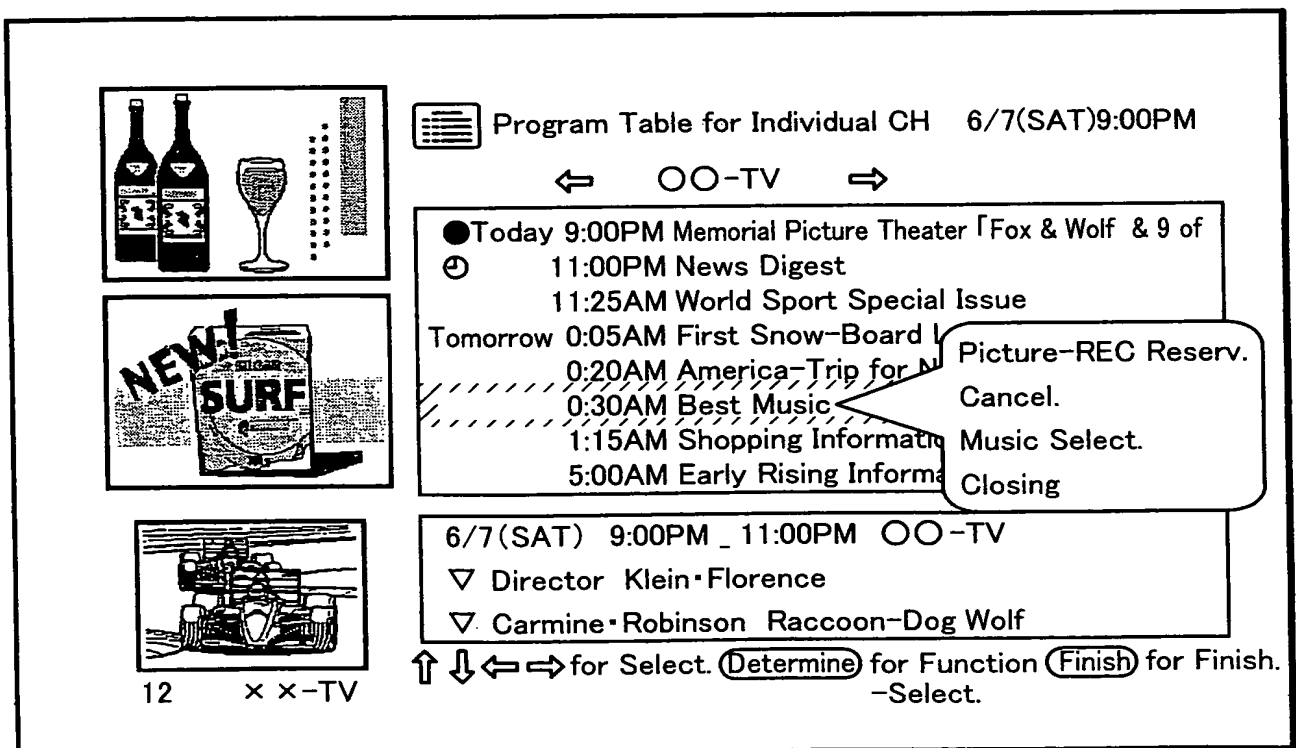 Program Table for Individual CH 6/7(SAT)9:00PM
⇦ ○○-TV ⇨
●Today 9:00PM Memorial Picture Theater「Fox & Wolf & 9 of
11:00PM News Digest
11:25AM World Sport Special Issue
Tomorrow 0:05AM First Snow-Board L
0:20AM America-Trip for N
0:30AM Best Music
1:15AM Shopping Informatio
5:00AM Early Rising Informa
Picture-REC Reserv.
Cancel.
Music Select.
Closing
NEW!
SURF
6/7(SAT) 9:00PM _ 11:00PM ○○-TV
▽ Director Klein・Florence
▽ Carmine・Robinson Raccoon-Dog Wolf
⇧⇩⇦⇨for Select. Determine for Function Finish for Finish.
-Select.
12 ××-TV